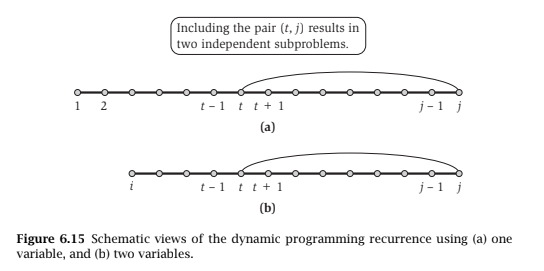 Including the pair (t, j) results in
two independent subproblems.
1 2 t − 1 t t + 1 j − 1 j
(a)
i t − 1 t t + 1 j − 1 j
(b)
Figure 6.15 Schematic views of the dynamic programming recurrence using (a) one
variable, and (b) two variables.